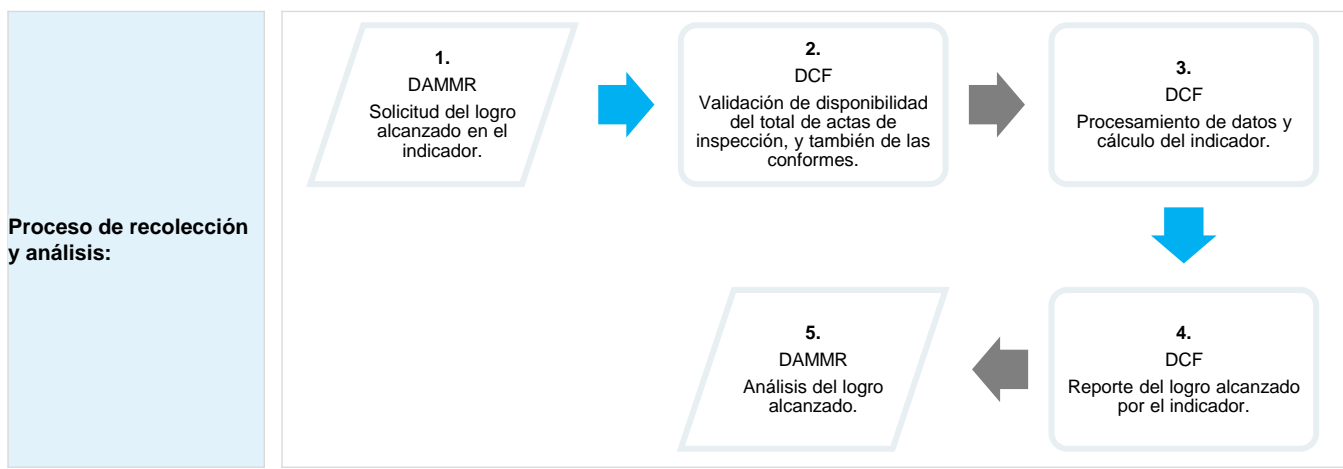 Proceso de recolección
y análisis:
1.
DAMMR
Solicitud del logro
alcanzado en el
indicador.
2.
DCF
Validación de disponibilidad
del total de actas de
inspección, y también de las
conformes.
3.
DCF
Procesamiento de datos y
cálculo del indicador.
4.
DCF
Reporte del logro alcanzado
por el indicador.
5.
DAMMR
Análisis del logro
alcanzado.